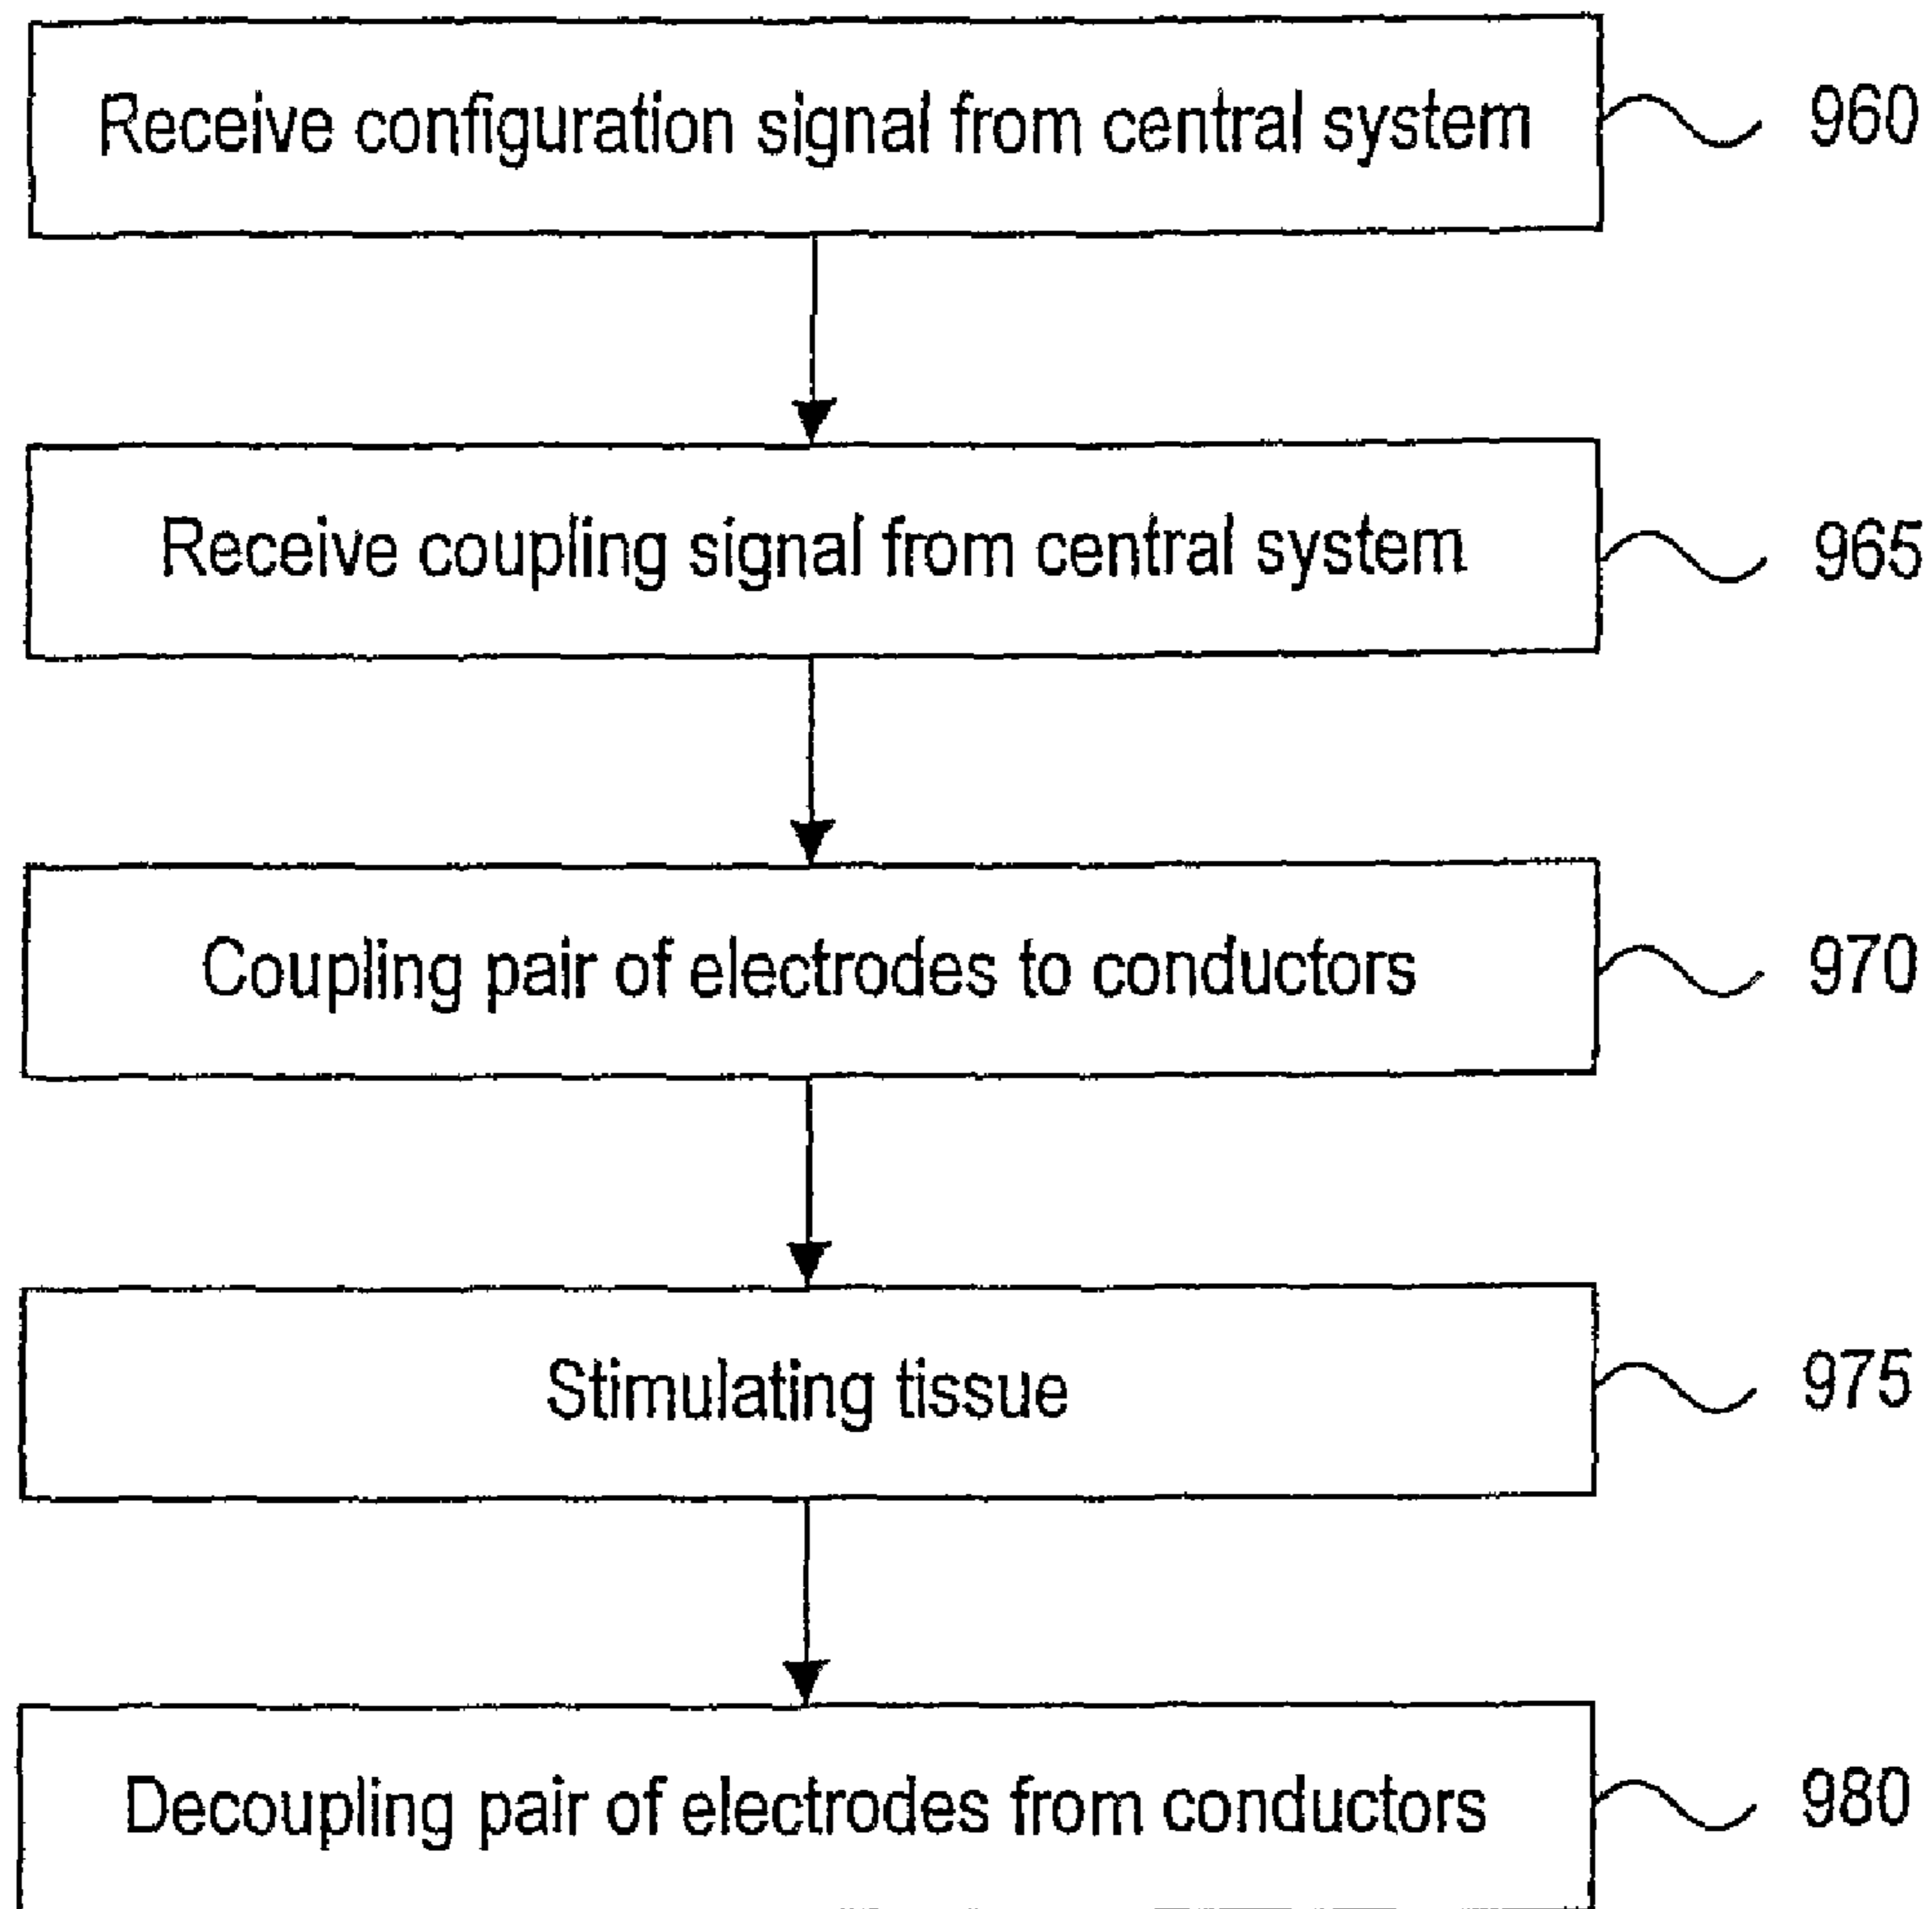 Receive configuration signal from central system 960
Receive coupling signal from central system 965
Coupling pair of electrodes to conductors 970
Stimulating tissue 975
Decoupling pair of electrodes from conductors 980